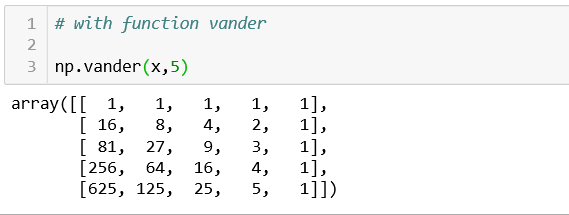 1 # with function vander
2
3 np.vander(x,5)
array([[  1,   1,   1,   1,   1],
       [ 16,   8,   4,   2,   1],
       [ 81,  27,   9,   3,   1],
       [256,  64,  16,   4,   1],
       [625, 125,  25,   5,   1]])